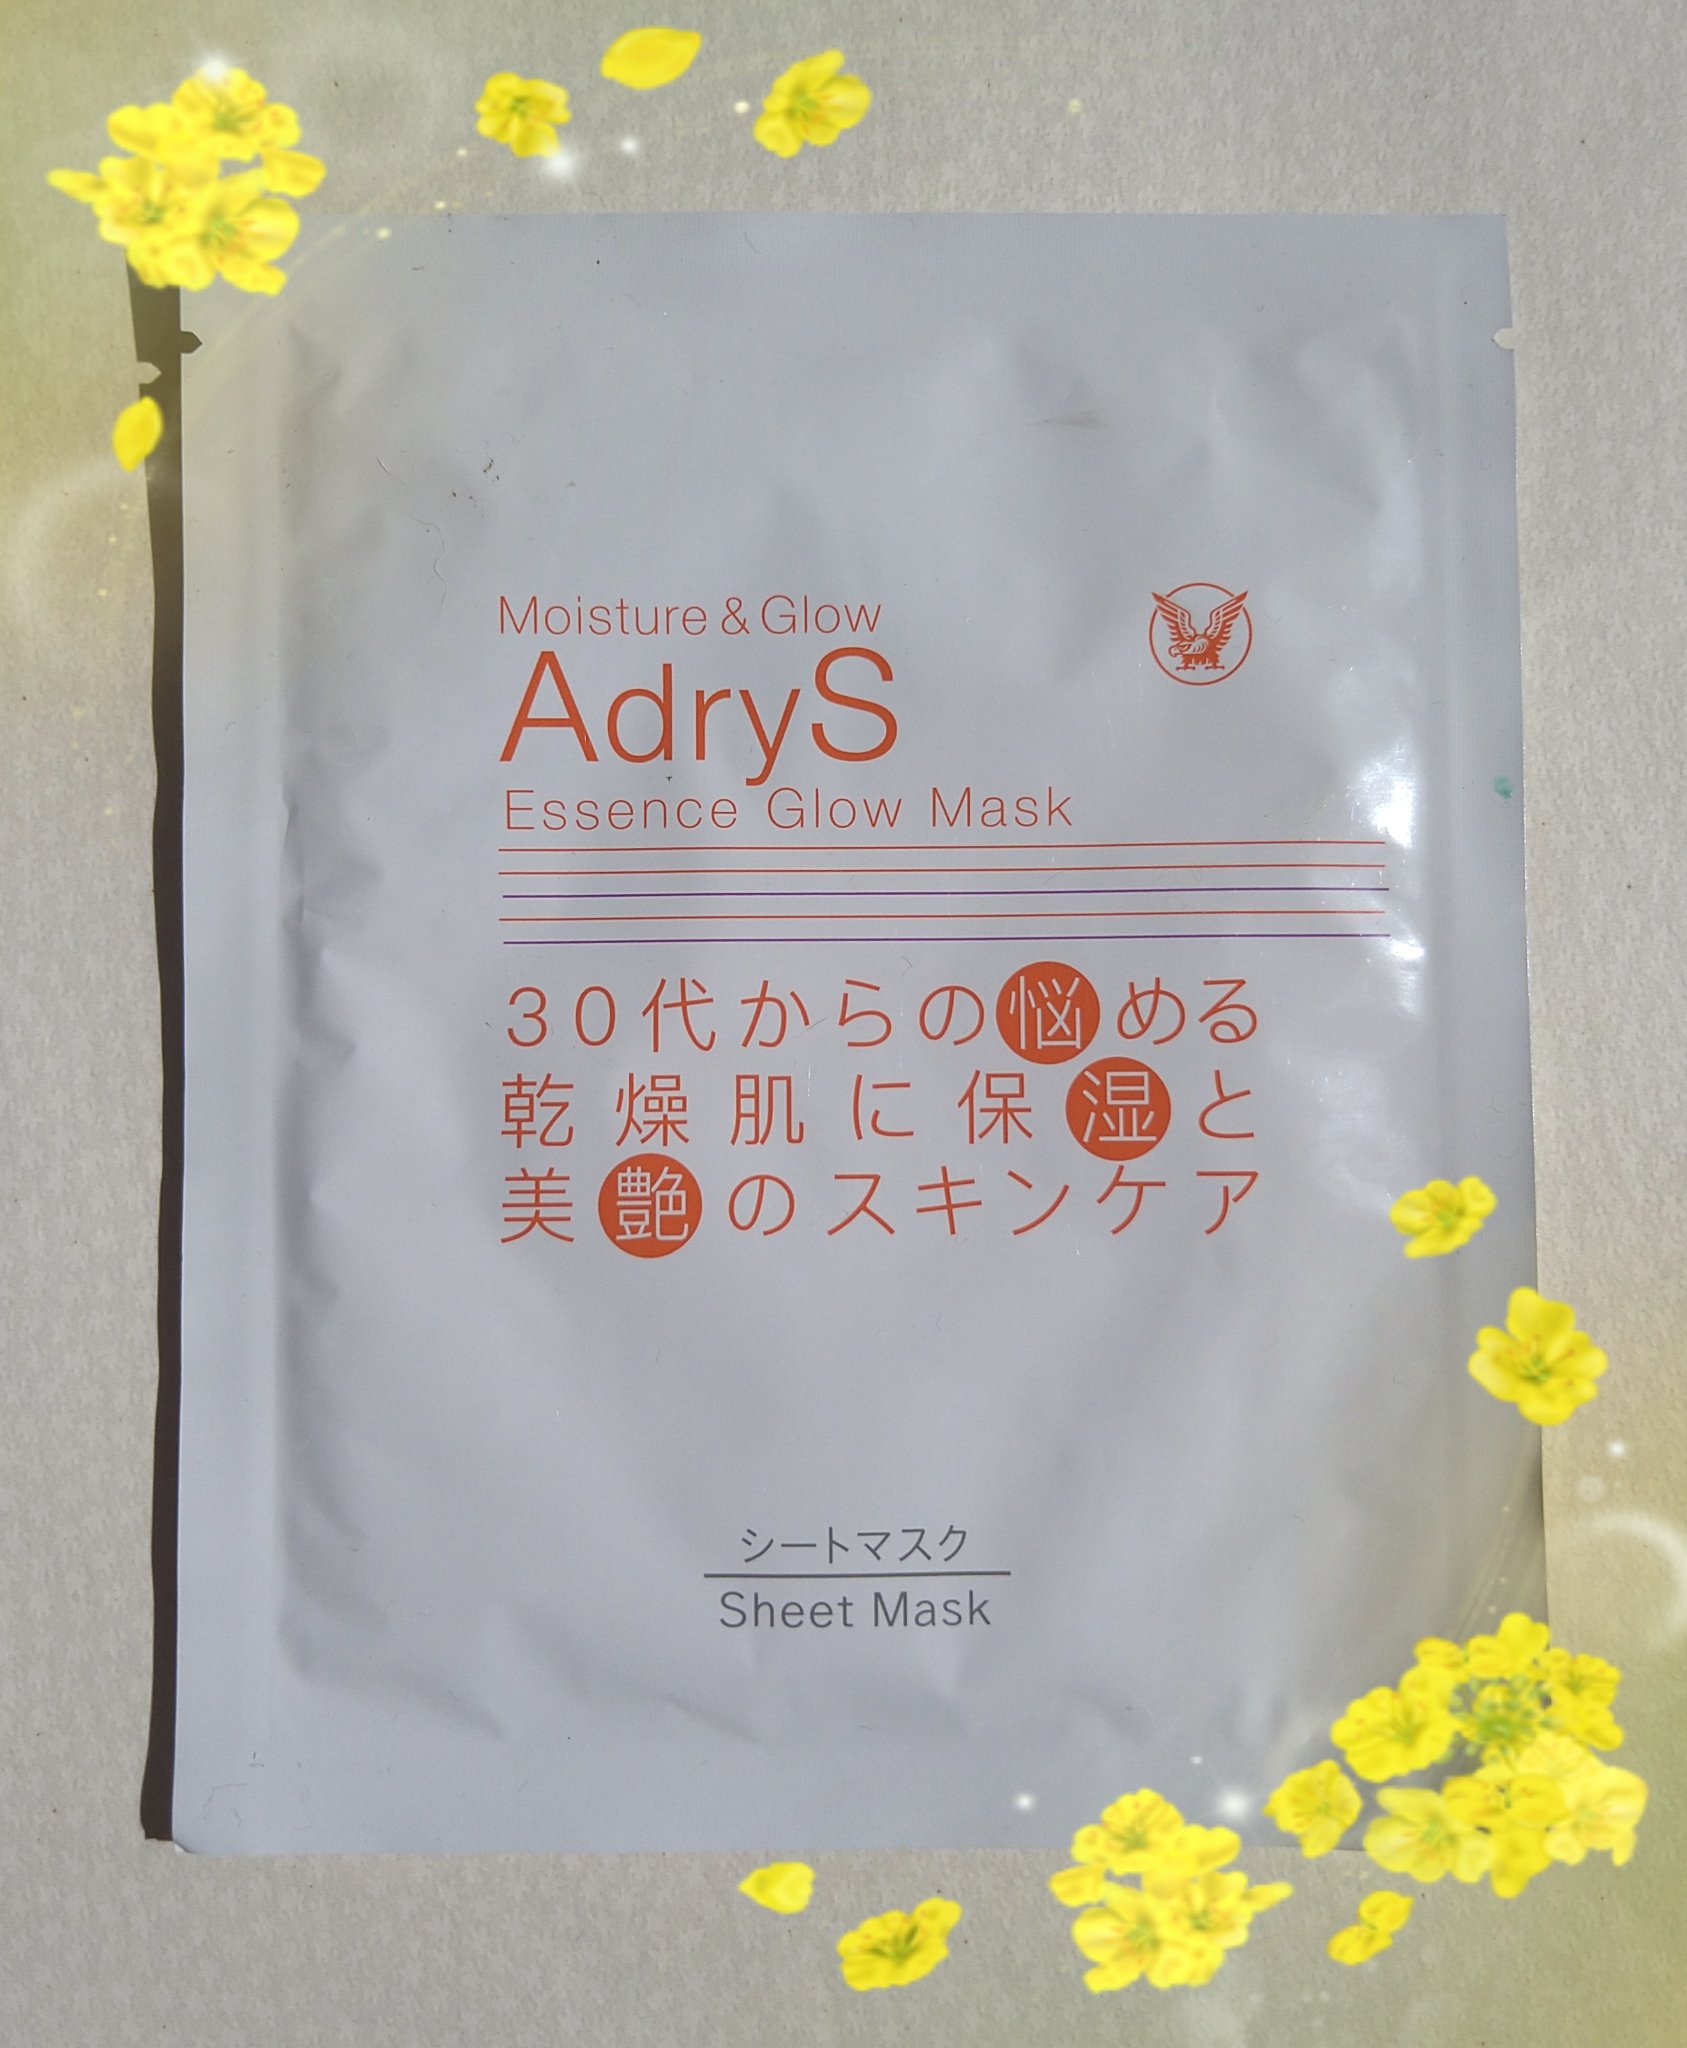 Moisture & Glow
AdryS
Essence Glow Mask
30代からの悩める
乾燥肌に保湿と
美艶のスキンケア
シートマスク
Sheet Mask